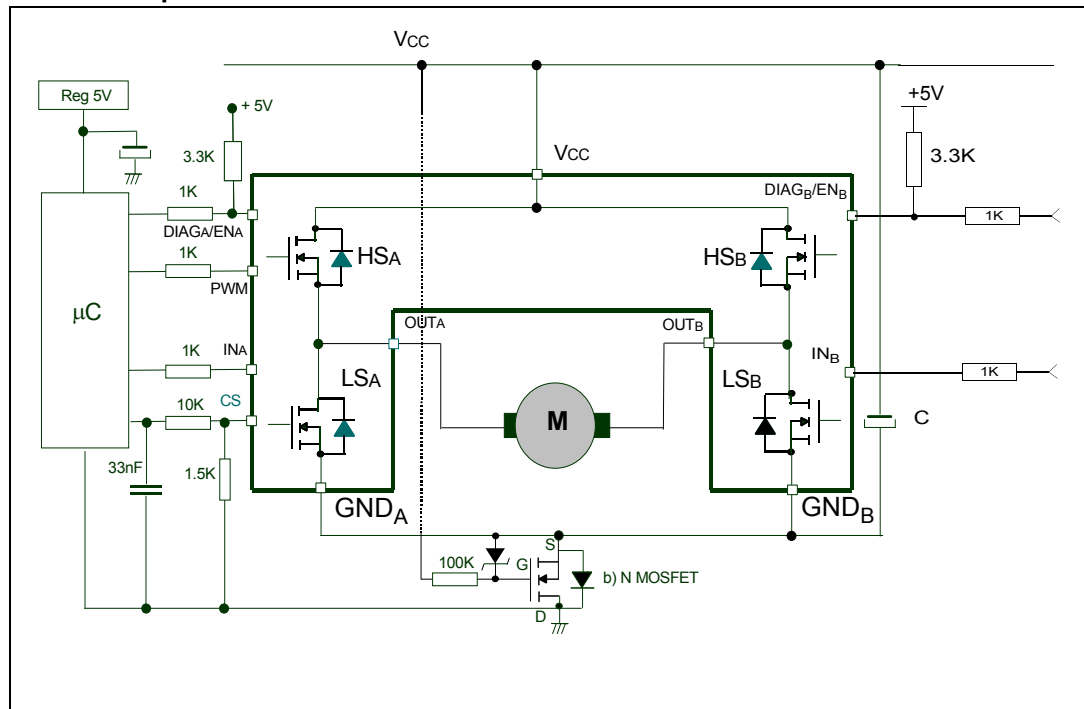 VCC
Reg 5V
+ 5V
+5V
3.3K
3.3K
VCC
1K
DIAGA/ENA
DIAGB/ENB
1K
1K
PWM
HSA
HSB
µC
OUTA
OUTB
1K
INA
INB
1K
LSA
LSB
10K
CS
M
C
33nF
1.5K
GNDA
GNDB
100K
G
S
D
b) N MOSFET